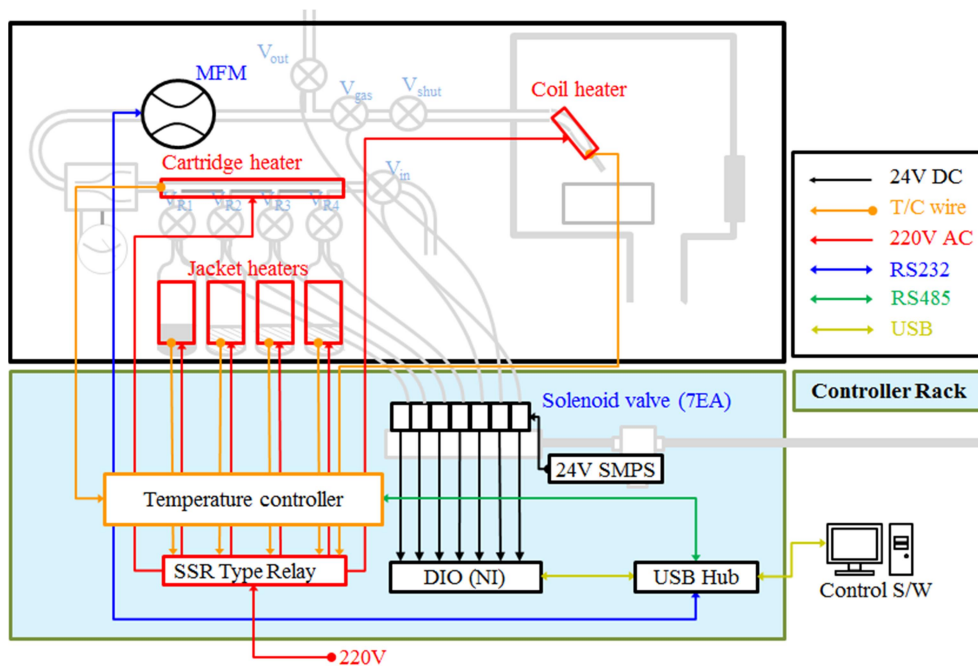 V_out
MFM
V_gas
V_shut
Coil heater
Cartridge heater
V_in
V_R1
V_R2
V_R3
V_R4
Jacket heaters
24V DC
T/C wire
220V AC
RS232
RS485
USB
Controller Rack
Solenoid valve (7EA)
24V SMPS
Temperature controller
SSR Type Relay
DIO (NI)
USB Hub
Control S/W
220V